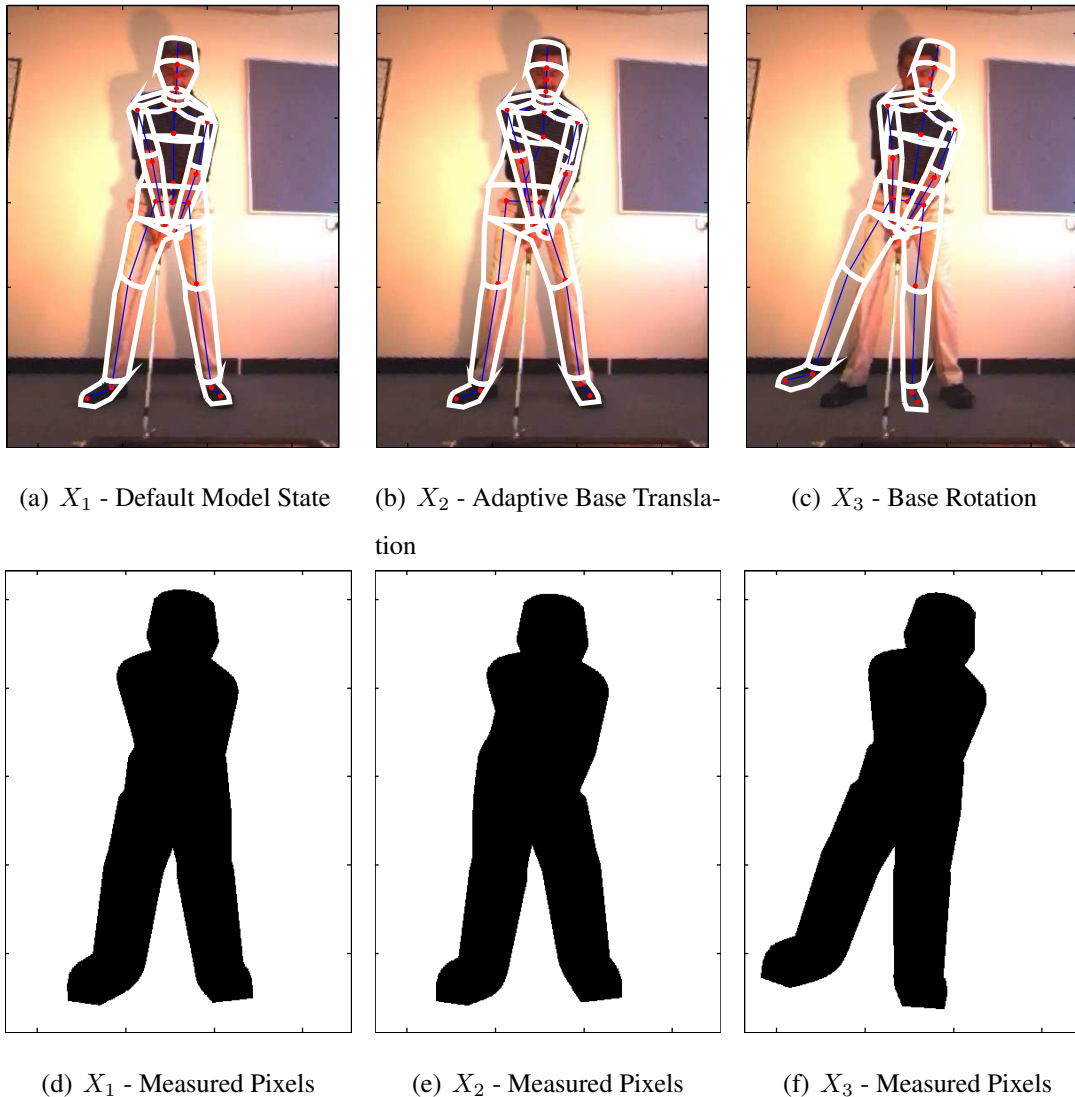 (a) X₁ - Default Model State
(b) X₂ - Adaptive Base Transla-
tion
(c) X₃ - Base Rotation
(d) X₁ - Measured Pixels
(e) X₂ - Measured Pixels
(f) X₃ - Measured Pixels